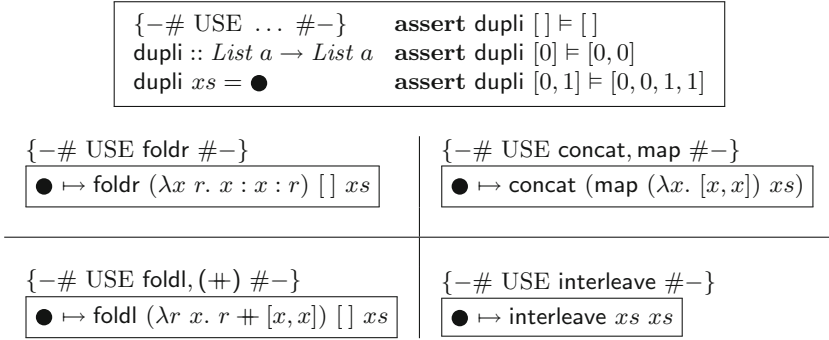 {−# USE … #−} assert dupli [ ] ⊨ [ ]
dupli :: List a → List a assert dupli [0] ⊨ [0, 0]
dupli xs = ● assert dupli [0, 1] ⊨ [0, 0, 1, 1]
{−# USE foldr #−}
● ↦ foldr (λx r. x : x : r) [ ] xs
{−# USE concat, map #−}
● ↦ concat (map (λx. [x, x]) xs)
{−# USE foldl, (⧺) #−}
● ↦ foldl (λr x. r ⧺ [x, x]) [ ] xs
{−# USE interleave #−}
● ↦ interleave xs xs